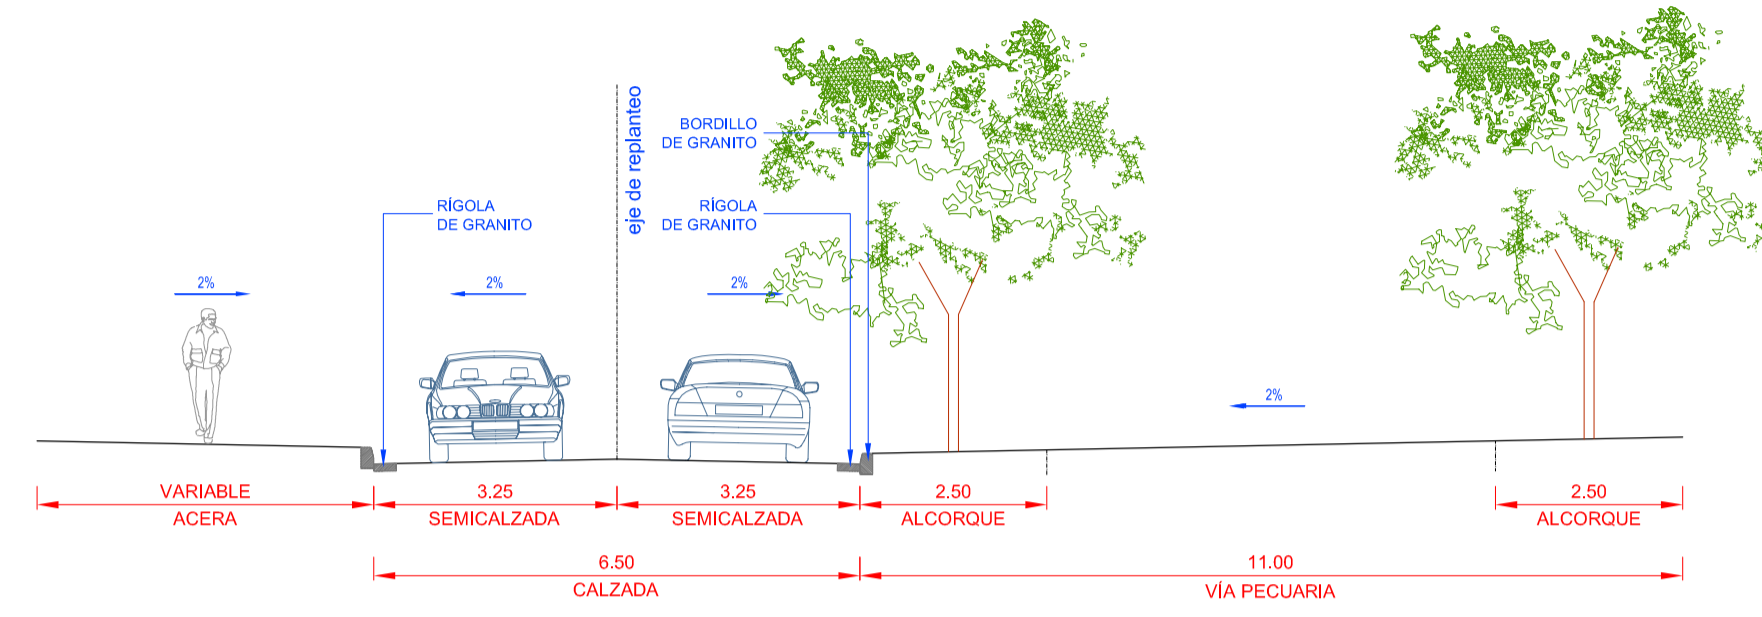 eje de replanteo
BORDILLO
DE GRANITO
RÍGOLA
DE GRANITO
RÍGOLA
DE GRANITO
2%
2%
2%
2%
VARIABLE
ACERA
3.25
SEMICALZADA
3.25
SEMICALZADA
2.50
ALCORQUE
2.50
ALCORQUE
6.50
CALZADA
11.00
VÍA PECUARIA